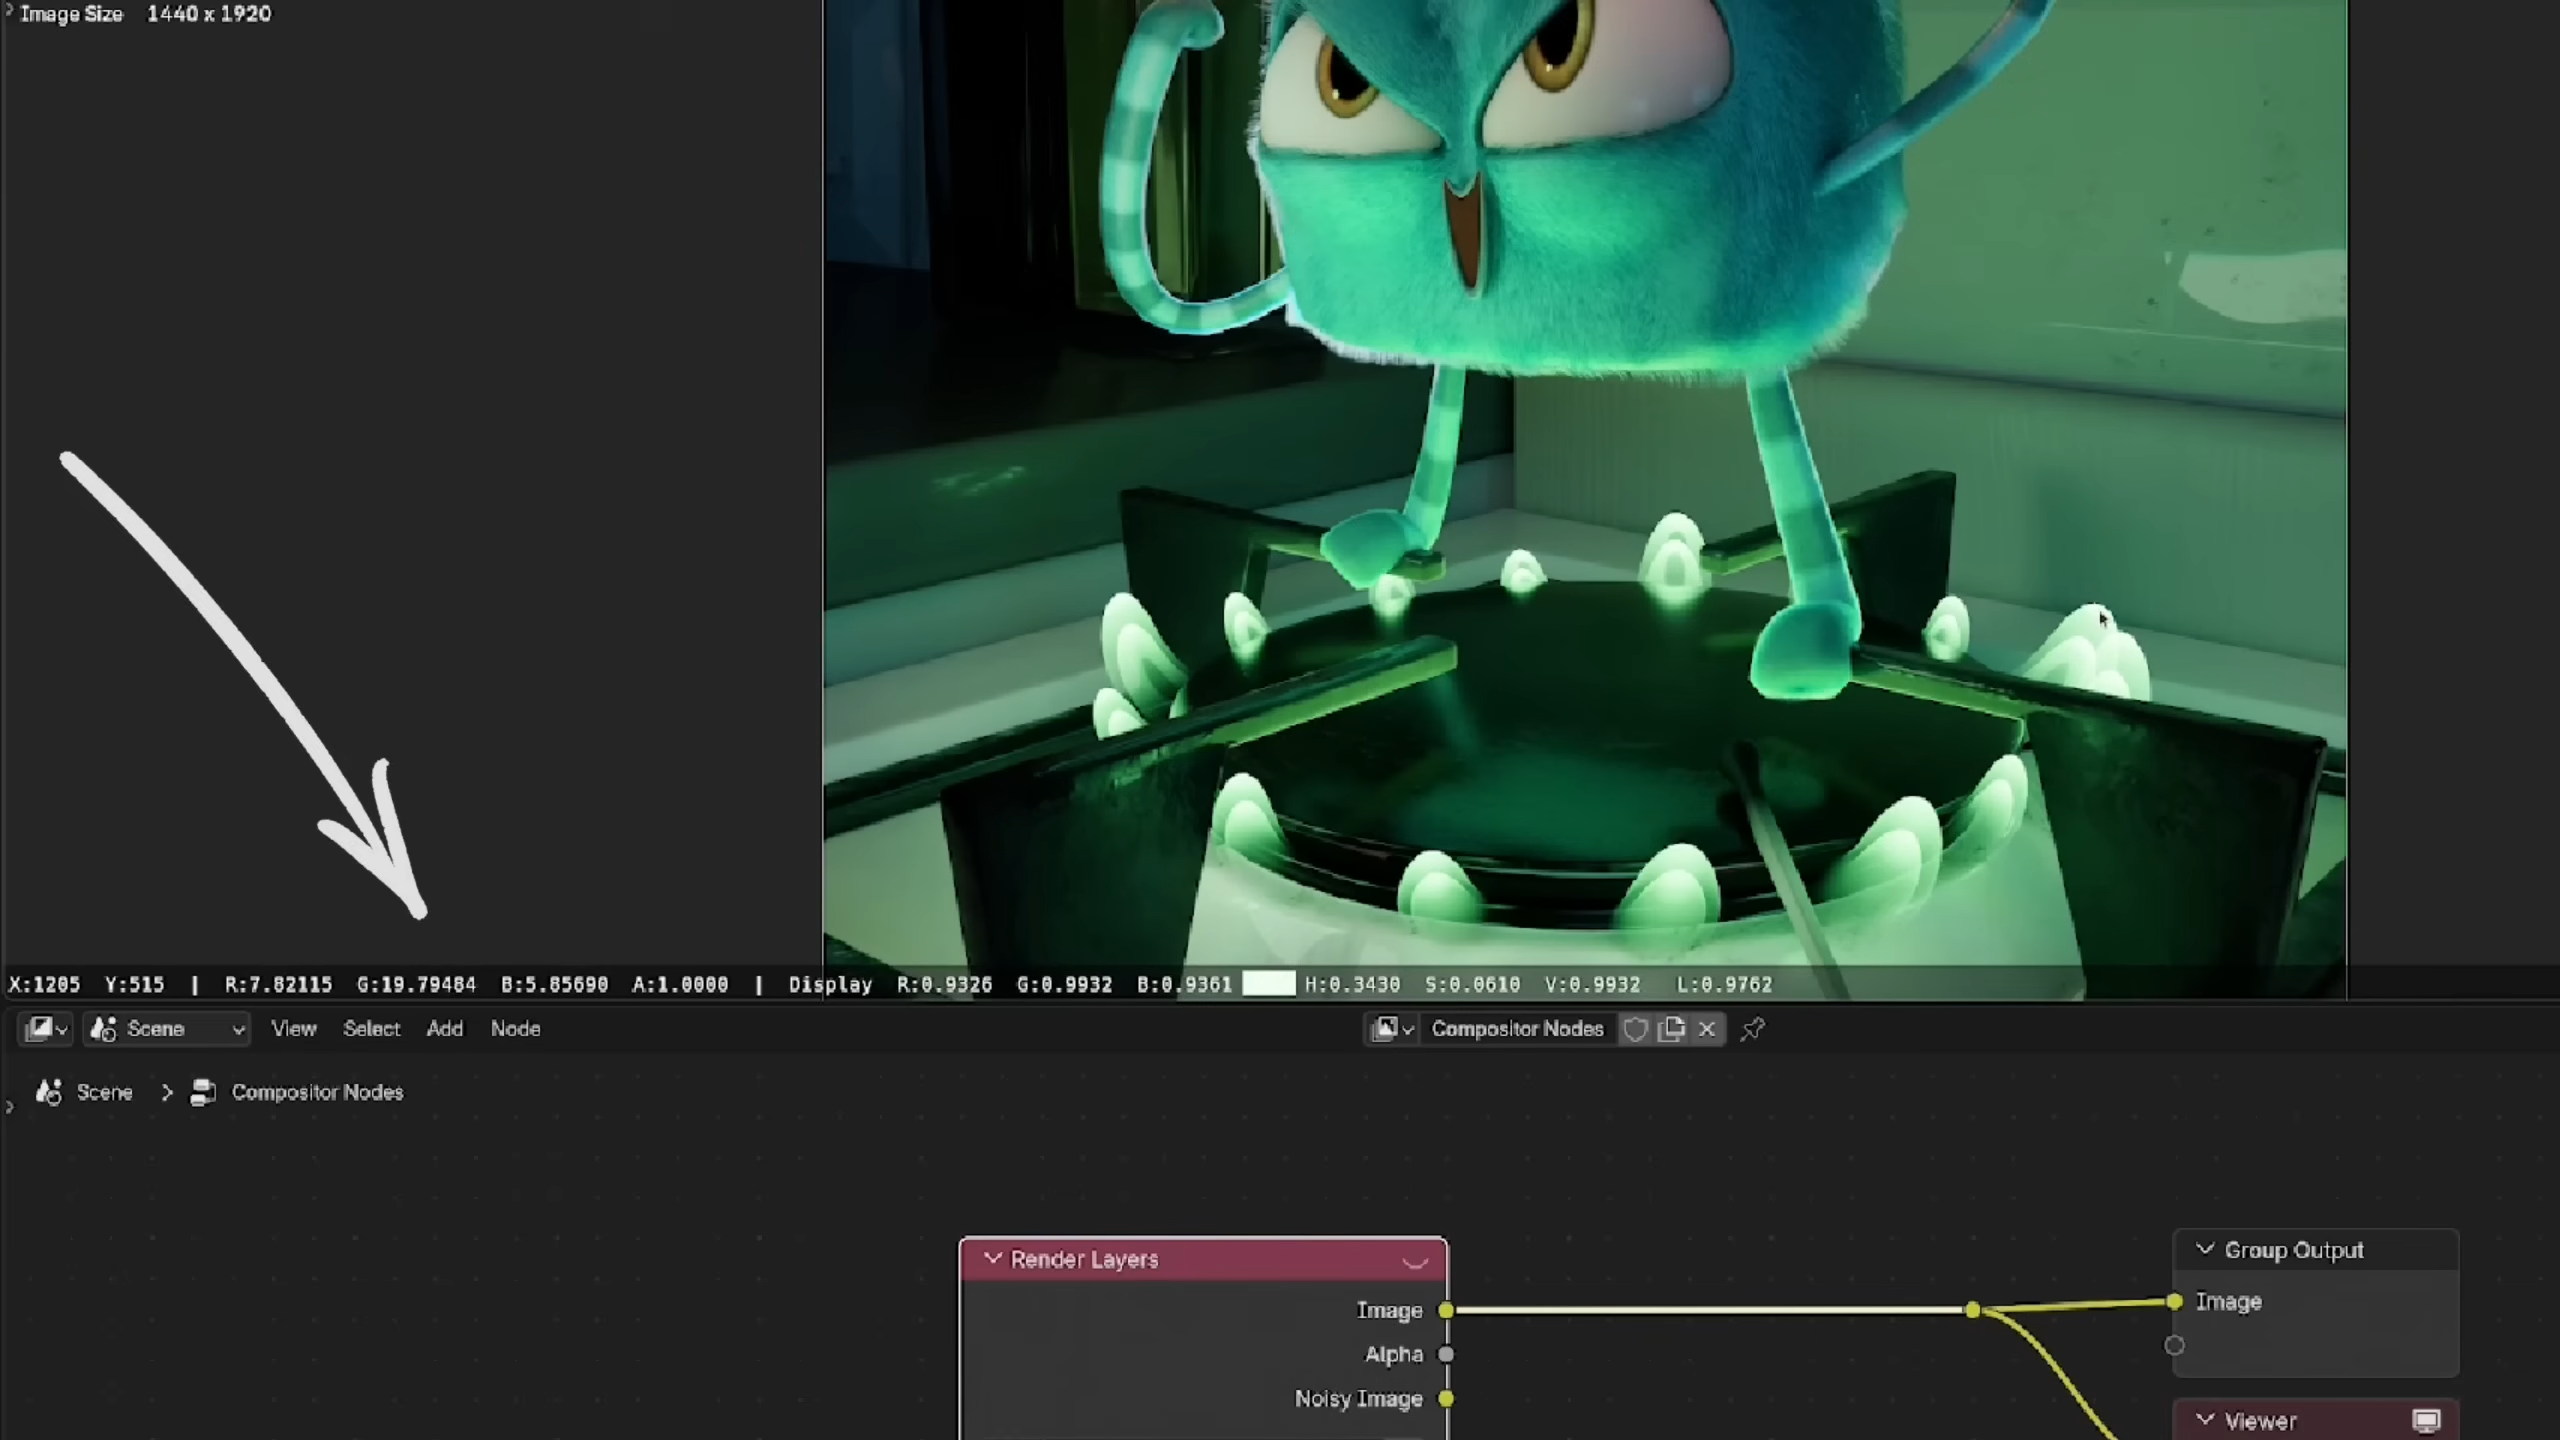 Image Size 1440 x 1920
X:1205 Y:515 | R:7.82115 G:19.79484 B:5.85690 A:1.0000 | Display R:0.9326 G:0.9932 B:0.9361 H:0.3430 S:0.0610 V:0.9932 L:0.9762
Scene View Select Add Node Compositor Nodes
Scene > Compositor Nodes
Render Layers
Group Output
Image
Image
Alpha
Noisy Image
Viewer